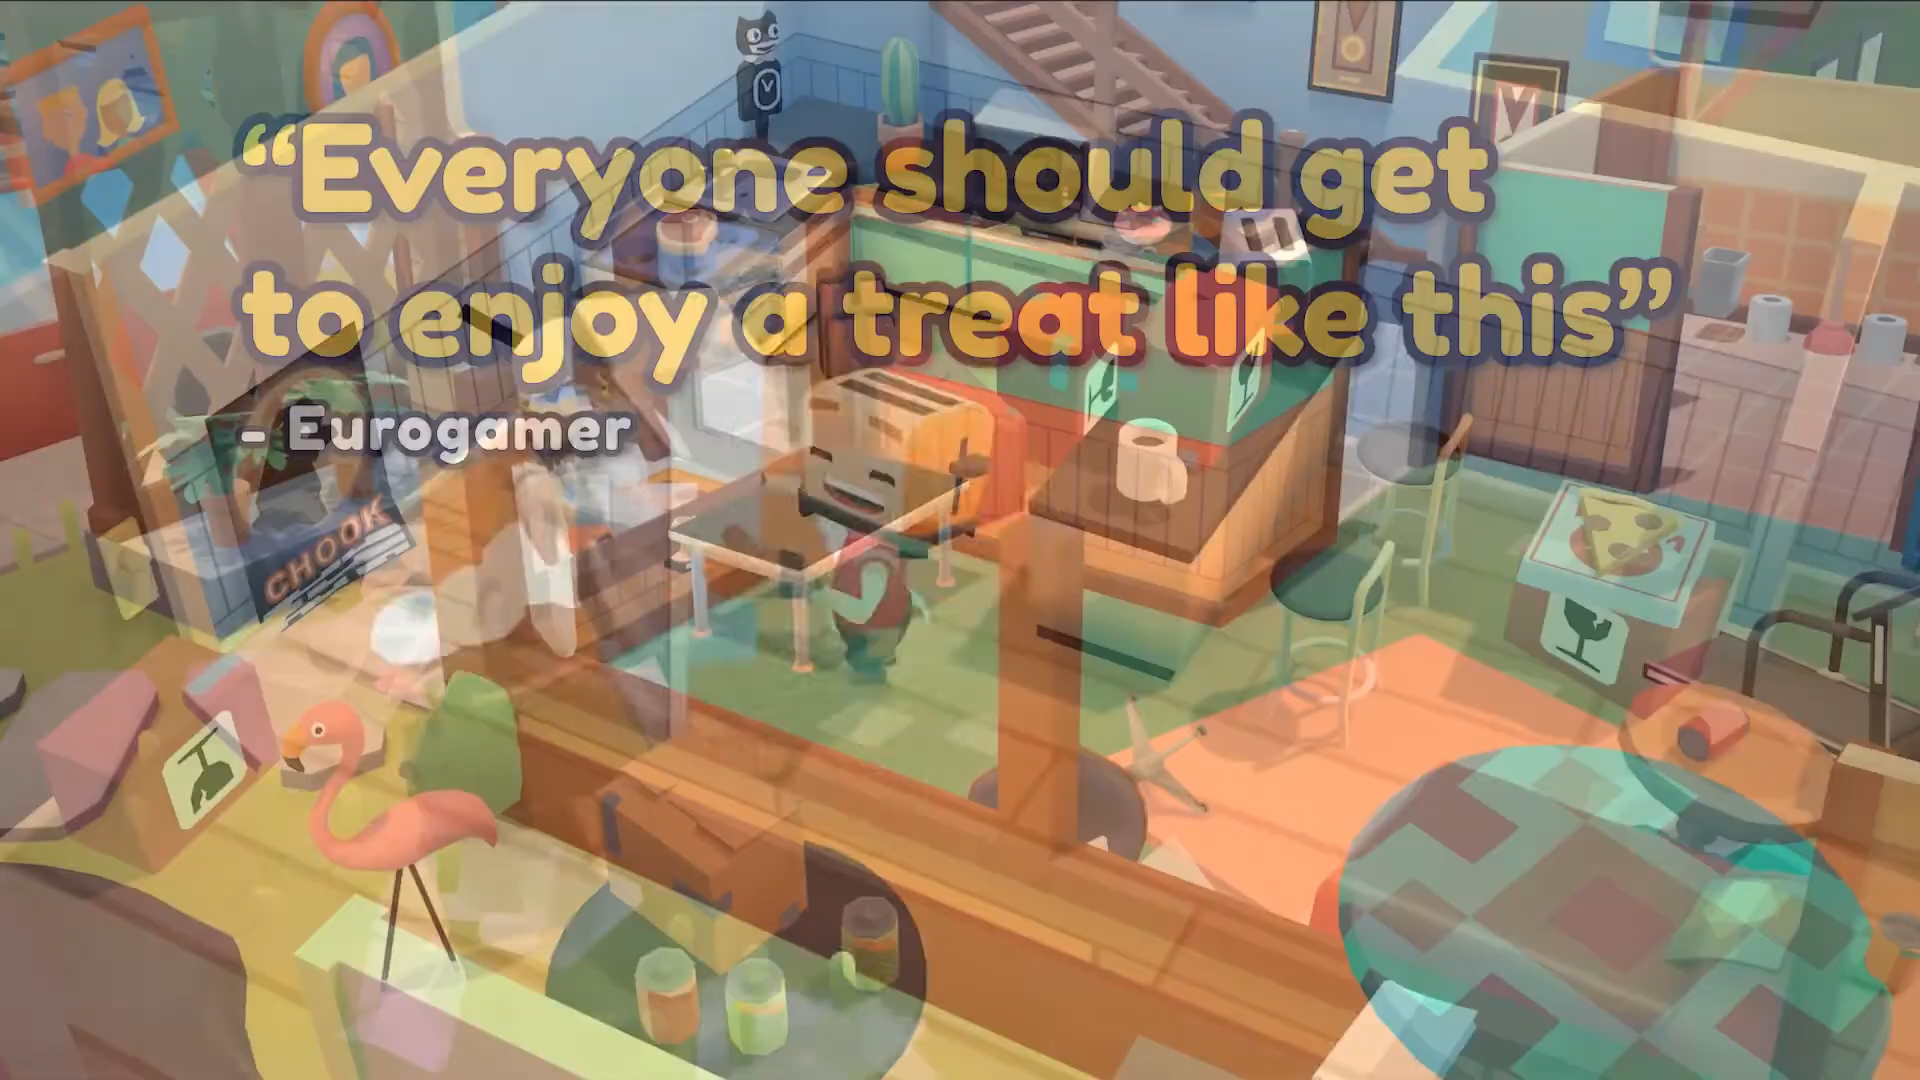 “Everyone should get
to enjoy a treat like this”
- Eurogamer
CHOOK